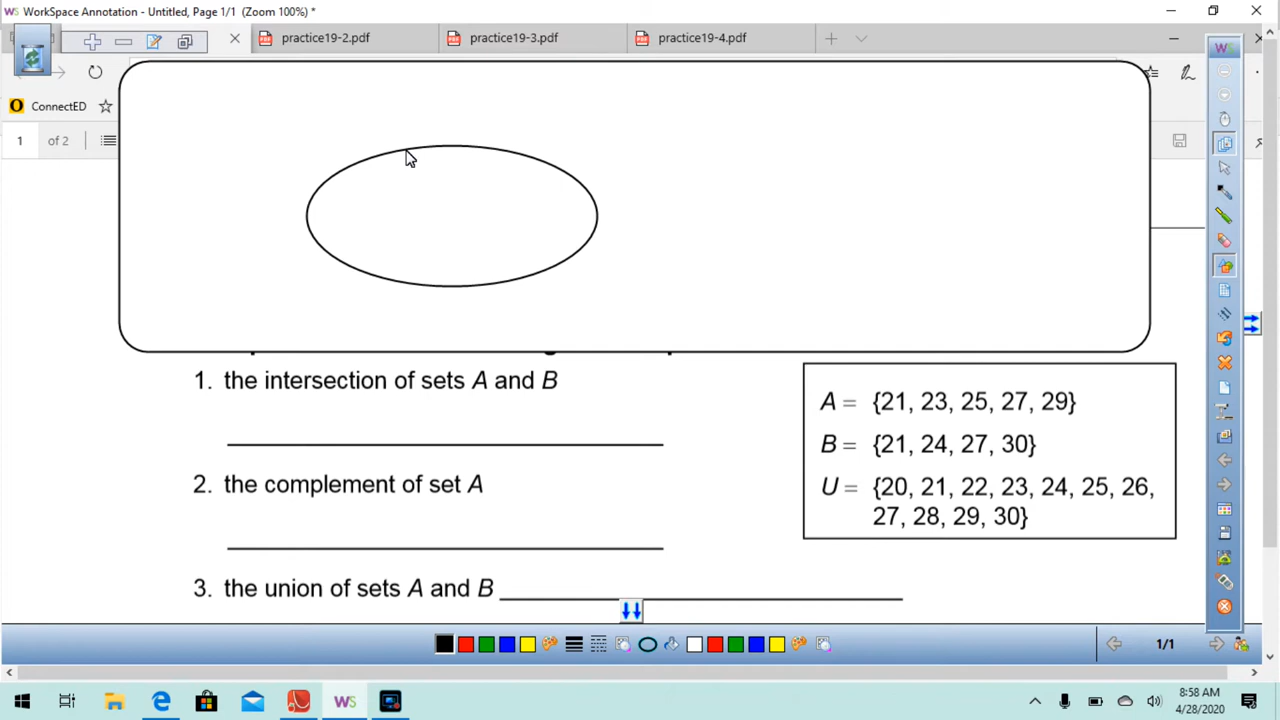 WS WorkSpace Annotation - Untitled, Page 1/1 (Zoom 100%) *
practice19-2.pdf practice19-3.pdf practice19-4.pdf
ConnectED
1 of 2
1. the intersection of sets A and B
2. the complement of set A
3. the union of sets A and B
A = {21, 23, 25, 27, 29}
B = {21, 24, 27, 30}
U = {20, 21, 22, 23, 24, 25, 26,
27, 28, 29, 30}
WS
1/1
WS
8:58 AM
4/28/2020